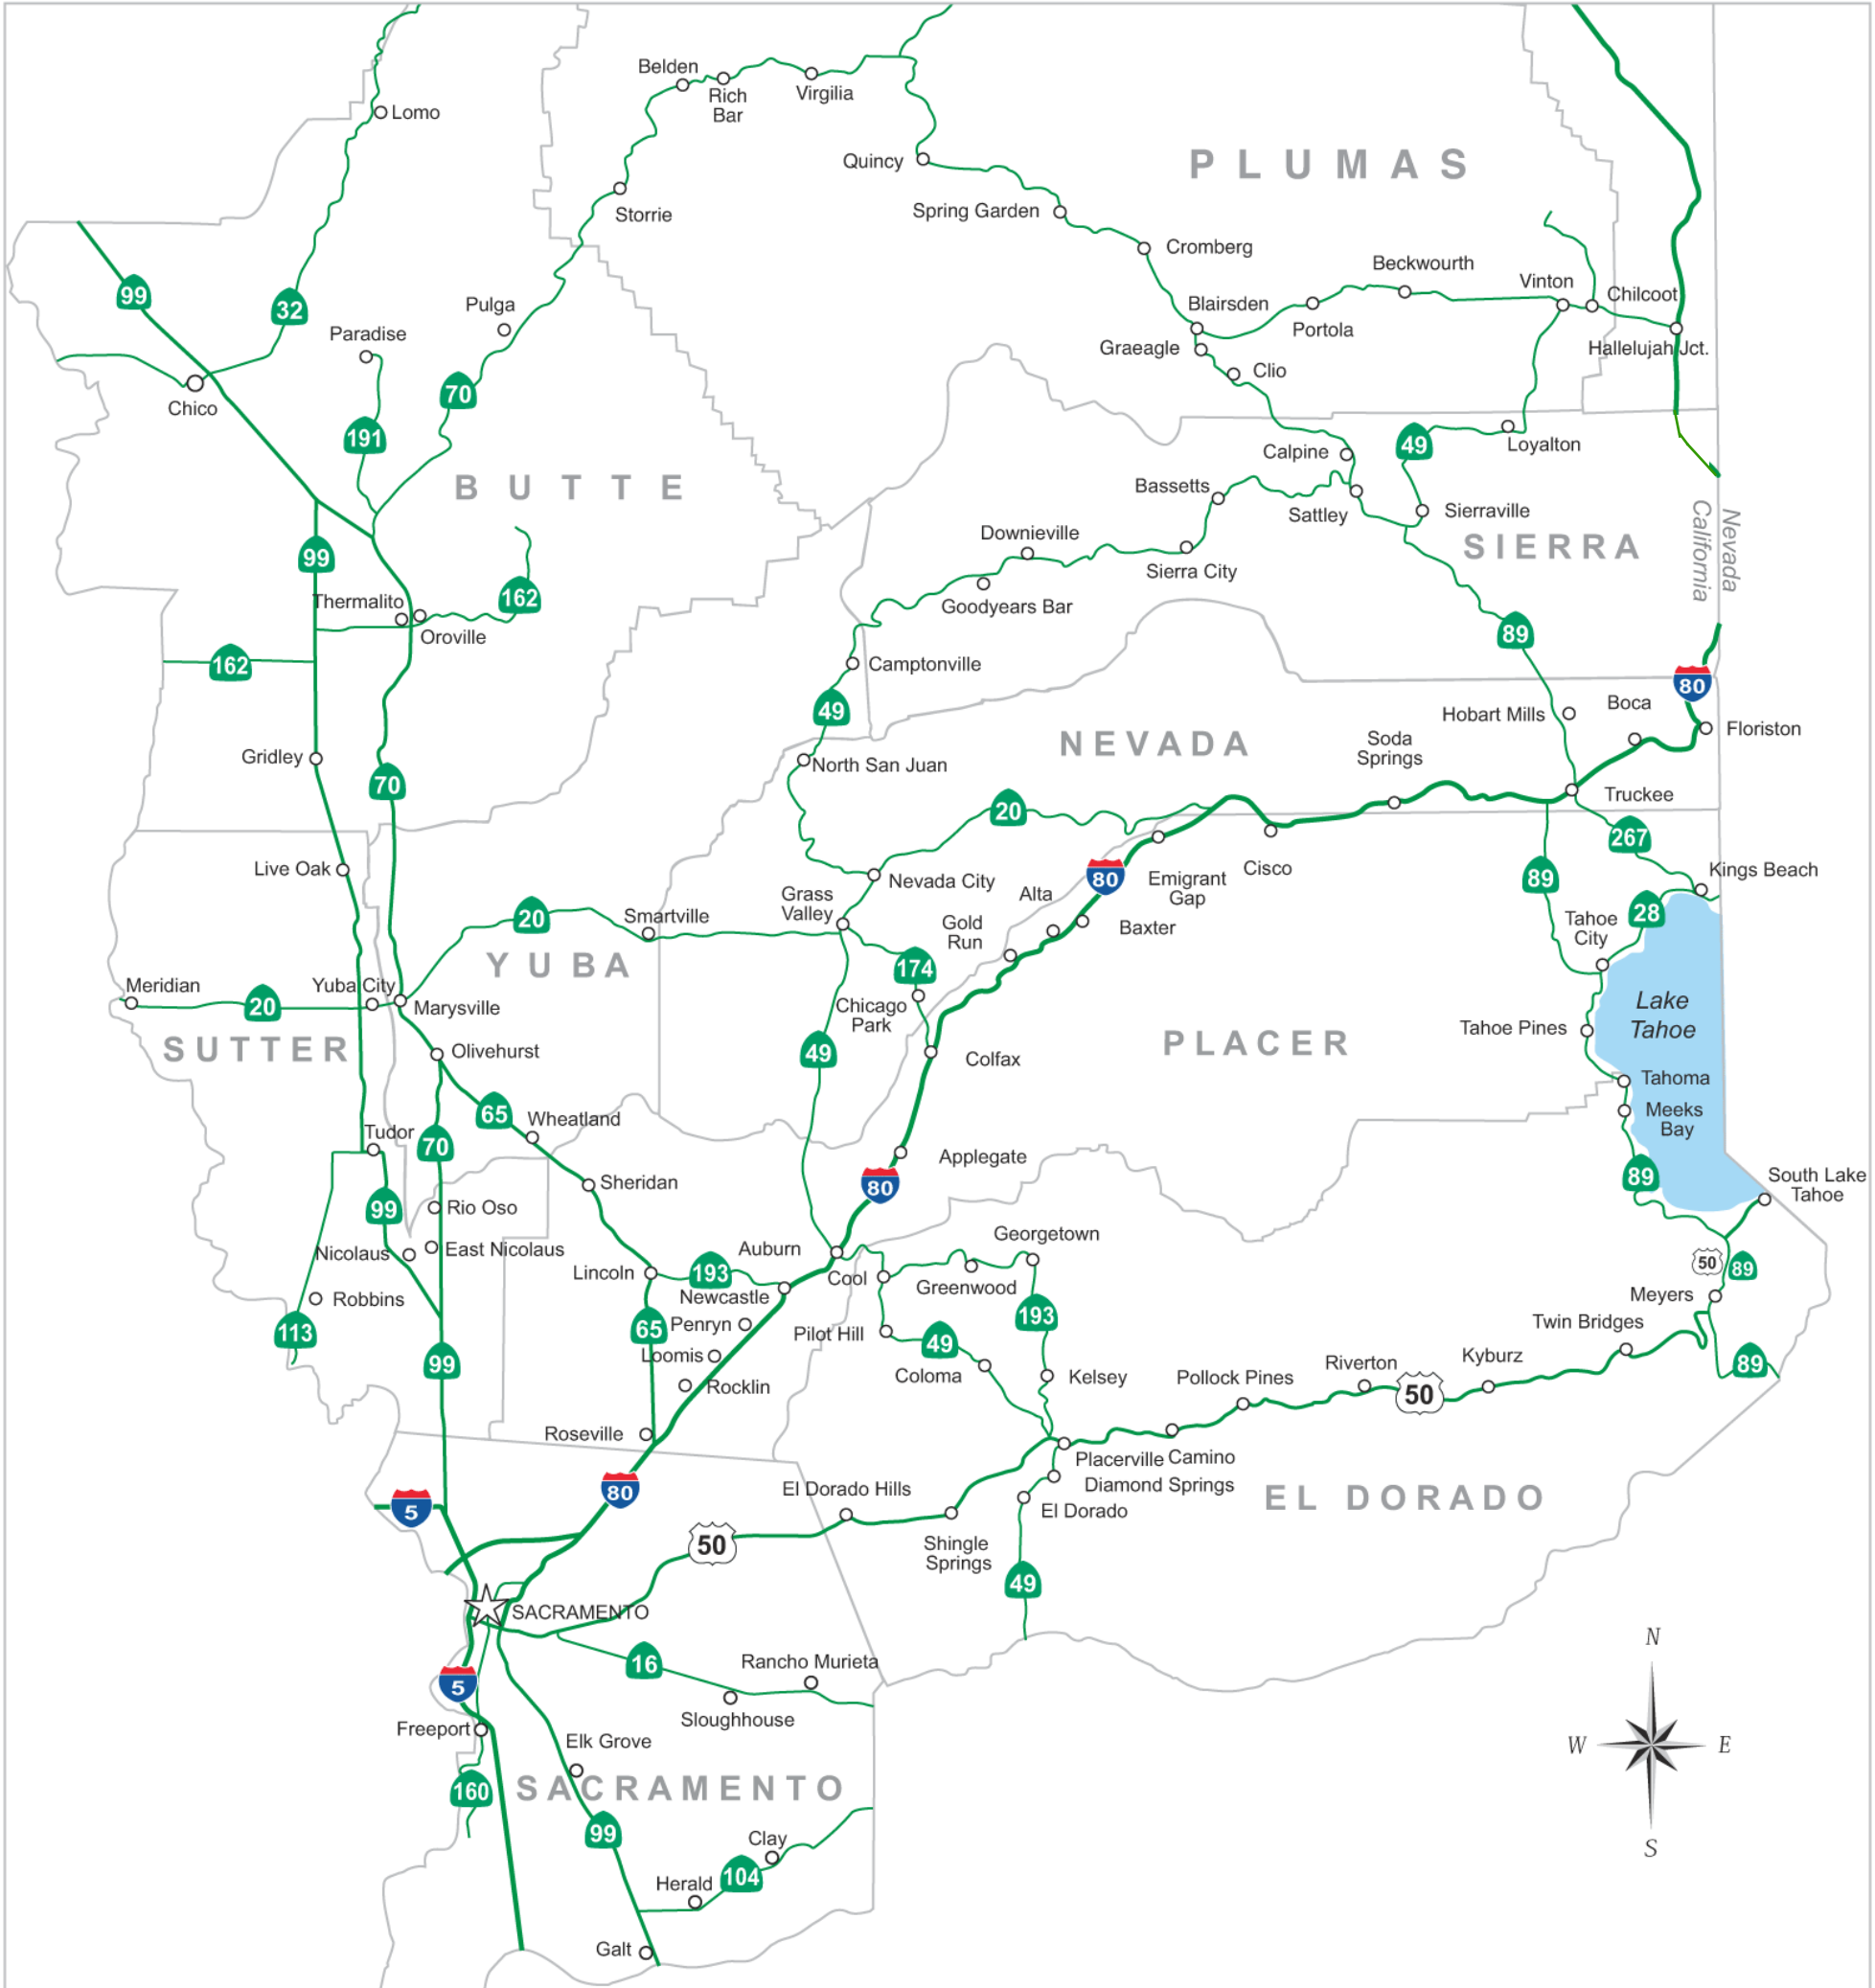 Belden
Rich
Bar
Virgilia
Lomo
Quincy
PLUMAS
Storrie
Spring Garden
Cromberg
Beckwourth
Vinton
Chilcoot
99
32
Pulga
Blairsden
Portola
Paradise
Graeagle
Hallelujah Jct.
Clio
70
Chico
191
49
Loyalton
Calpine
BUTTE
Bassetts
Sattley
Sierraville
Nevada
California
Downieville
SIERRA
99
Sierra City
Thermalito
162
Goodyears Bar
Oroville
89
162
Camptonville
80
49
Hobart Mills
Boca
Floriston
NEVADA
Soda
Springs
Gridley
North San Juan
70
Truckee
20
267
Live Oak
Nevada City
80
Emigrant
Gap
Cisco
89
Kings Beach
Grass
Valley
Alta
28
20
Smartville
Gold
Run
Baxter
Tahoe
City
YUBA
174
Meridian
20
Yuba City
Marysville
Chicago
Park
Lake
Tahoe
Tahoe Pines
SUTTER
Olivehurst
49
Colfax
PLACER
Tahoma
65
Wheatland
Meeks
Bay
Tudor
70
Applegate
89
South Lake
Tahoe
80
Sheridan
99
Rio Oso
Georgetown
Nicolaus
East Nicolaus
Auburn
50
89
Lincoln
193
Cool
Greenwood
Newcastle
Meyers
Robbins
193
113
65
Penryn
Pilot Hill
Twin Bridges
49
Loomis
Kyburz
99
Coloma
Kelsey
Riverton
89
Rocklin
Pollock Pines
50
Roseville
Placerville
Camino
Diamond Springs
80
El Dorado Hills
EL DORADO
5
El Dorado
50
Shingle
Springs
49
SACRAMENTO
16
Rancho Murieta
N
5
Sloughhouse
Freeport
Elk Grove
W
E
160
SACRAMENTO
99
Clay
S
104
Herald
Galt